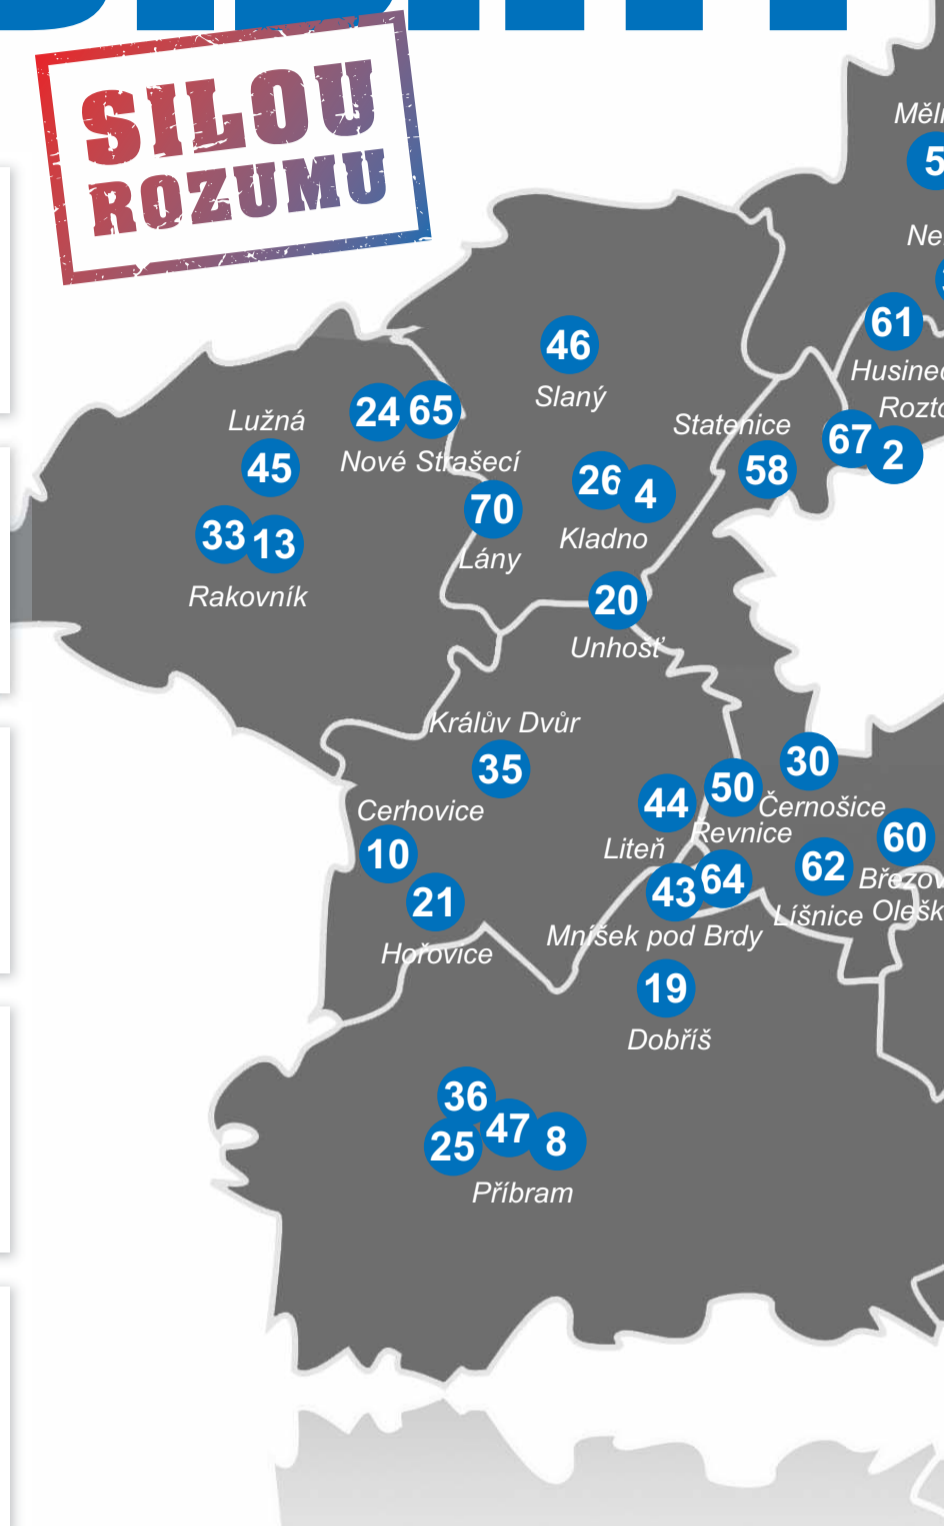 SILOU
ROZUMU
46
Slaný
61
24 65
Nové Strašecí
Lužná
45
Statenice
58
67 2
26 4
Kladno
70
Lány
33 13
Rakovník
20
Unhošť
Králův Dvůr
35
Cerhovice
10
21
Hořovice
44
Liteň
50
Řevnice
30
Černošice
60
62
Líšnice
43 64
Mníšek pod Brdy
19
Dobříš
36
47 8
25
Příbram